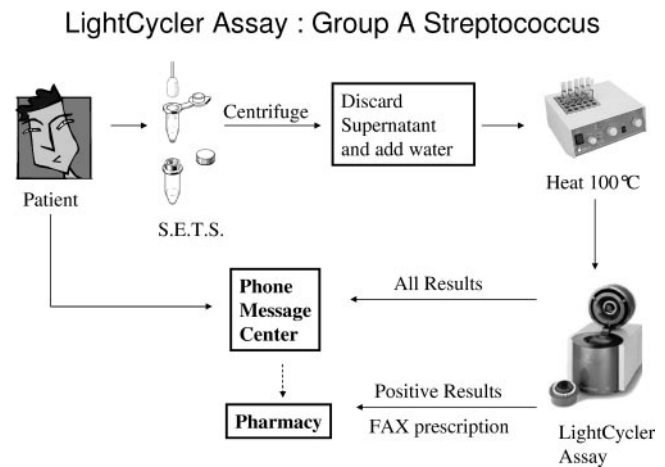 LightCycler Assay : Group A Streptococcus
Patient
S.E.T.S.
Centrifuge
Discard
Supernatant
and add water
Heat 100°C
All Results
Phone
Message
Center
Positive Results
FAX prescription
Pharmacy
LightCycler
Assay